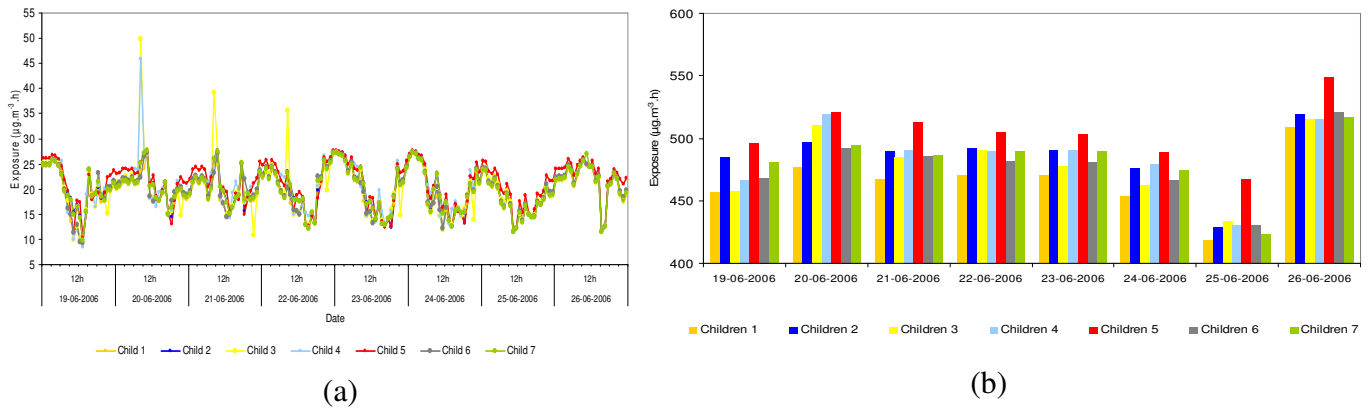 55
50
45
40
35
30
25
20
15
10
5
Exposure (µg.m⁻³.h)
12h 12h 12h 12h 12h 12h 12h 12h
19-06-2006 20-06-2006 21-06-2006 22-06-2006 23-06-2006 24-06-2006 25-06-2006 26-06-2006
Date
Child 1 Child 2 Child 3 Child 4 Child 5 Child 6 Child 7
(a)
600
550
500
450
400
Exposure (µg.m³.h)
19-06-2006 20-06-2006 21-06-2006 22-06-2006 23-06-2006 24-06-2006 25-06-2006 26-06-2006
Children 1 Children 2 Children 3 Children 4 Children 5 Children 6 Children 7
(b)